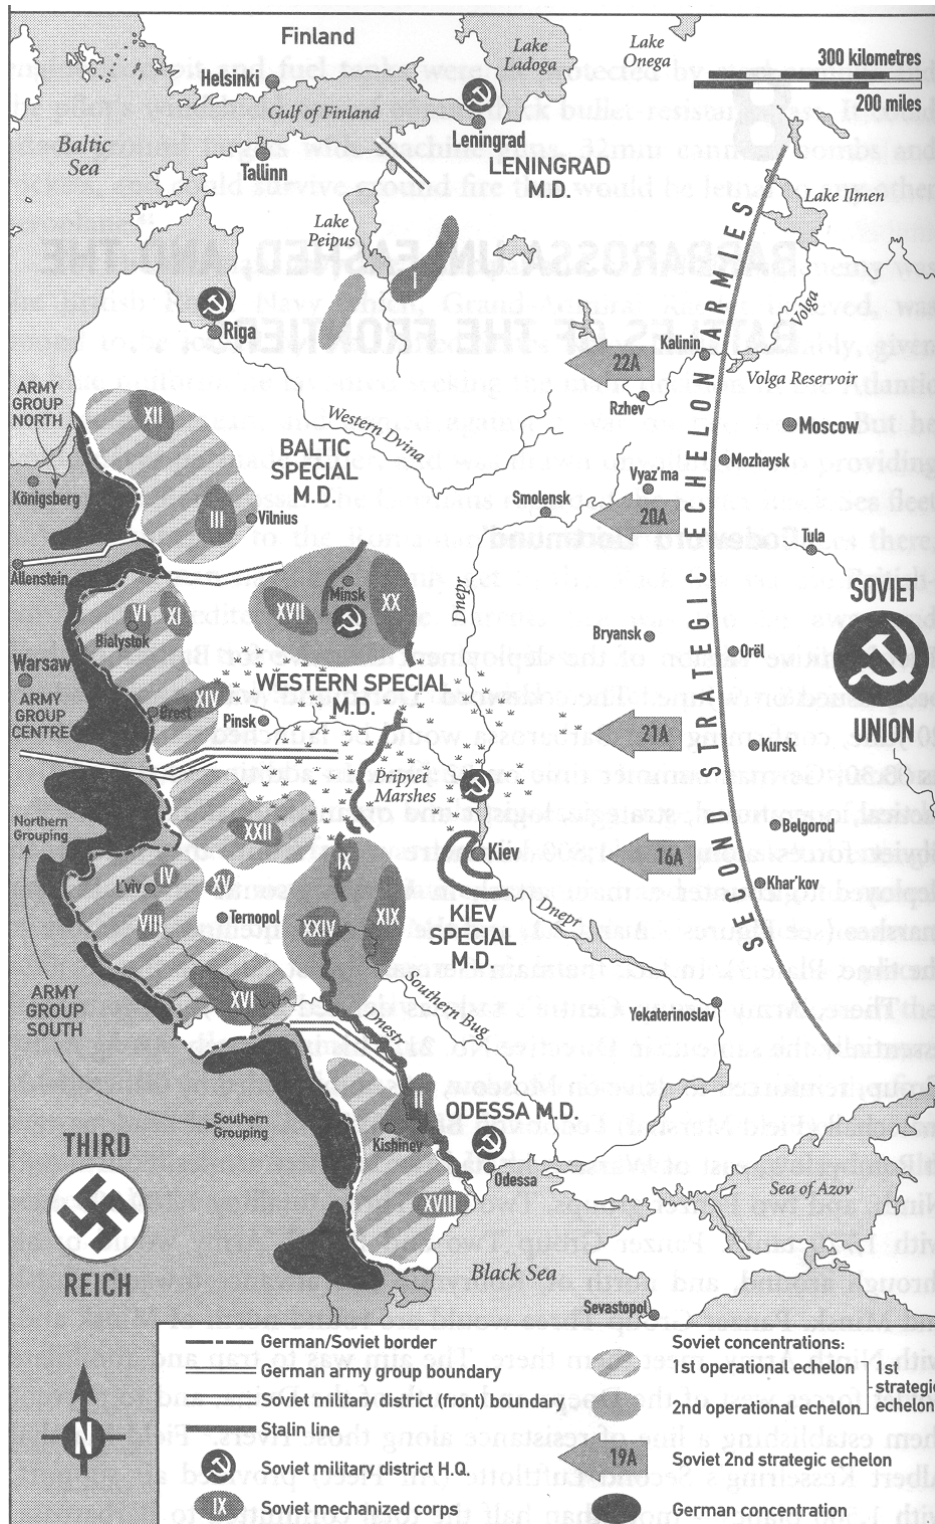 Finland
Helsinki
Gulf of Finland
Lake
Ladoga
Lake
Onega
300 kilometres
200 miles
Baltic
Sea
Tallinn
Leningrad
LENINGRAD
M.D.
Lake
Peipus
Lake Ilmen
I
Riga
Volga
Kalinin
22A
Rzhev
Volga Reservoir
ARMY
GROUP
NORTH
XII
Western Dvina
BALTIC
SPECIAL
M.D.
Moscow
Mozhaysk
Vyaz'ma
Königsberg
III
Vilnius
Smolensk
20A
Tula
Allenstein
Minsk
XVII
XX
Dnepr
SECOND STRATEGIC ECHELON ARMIES
SOVIET
UNION
VI
XI
Bialystok
Bryansk
Orël
Warsaw
WESTERN SPECIAL
M.D.
ARMY
GROUP
CENTRE
XIV
Brest
Pinsk
21A
Kursk
Pripyet
Marshes
Northern
Grouping
XXII
IX
Kiev
16A
Belgorod
L'viv
IV
XV
VIII
Ternopol
XXIV
XIX
KIEV
SPECIAL
M.D.
Dnepr
Khar'kov
ARMY
GROUP
SOUTH
XVI
Dnestr
Southern Bug
Yekaterinoslav
Southern
Grouping
II
Kishinev
ODESSA M.D.
Odessa
XVIII
THIRD
REICH
Sea of Azov
Black Sea
Sevastopol
N
German/Soviet border
German army group boundary
Soviet military district (front) boundary
Stalin line
Soviet military district H.Q.
IX
Soviet mechanized corps
Soviet concentrations
1st operational echelon
2nd operational echelon
1st
strategic
echelon
19A
Soviet 2nd strategic echelon
German concentration